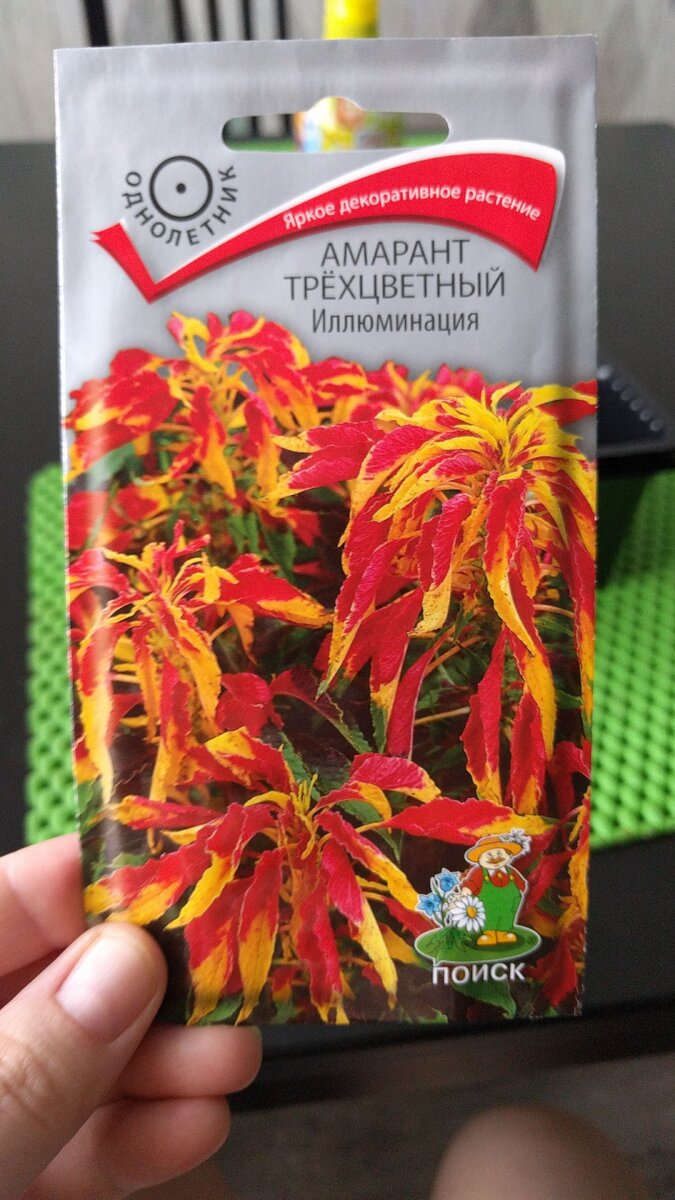 ОДНОЛЕТНИК
Яркое декоративное растение
АМАРАНТ
ТРЁХЦВЕТНЫЙ
Иллюминация
ПОИСК